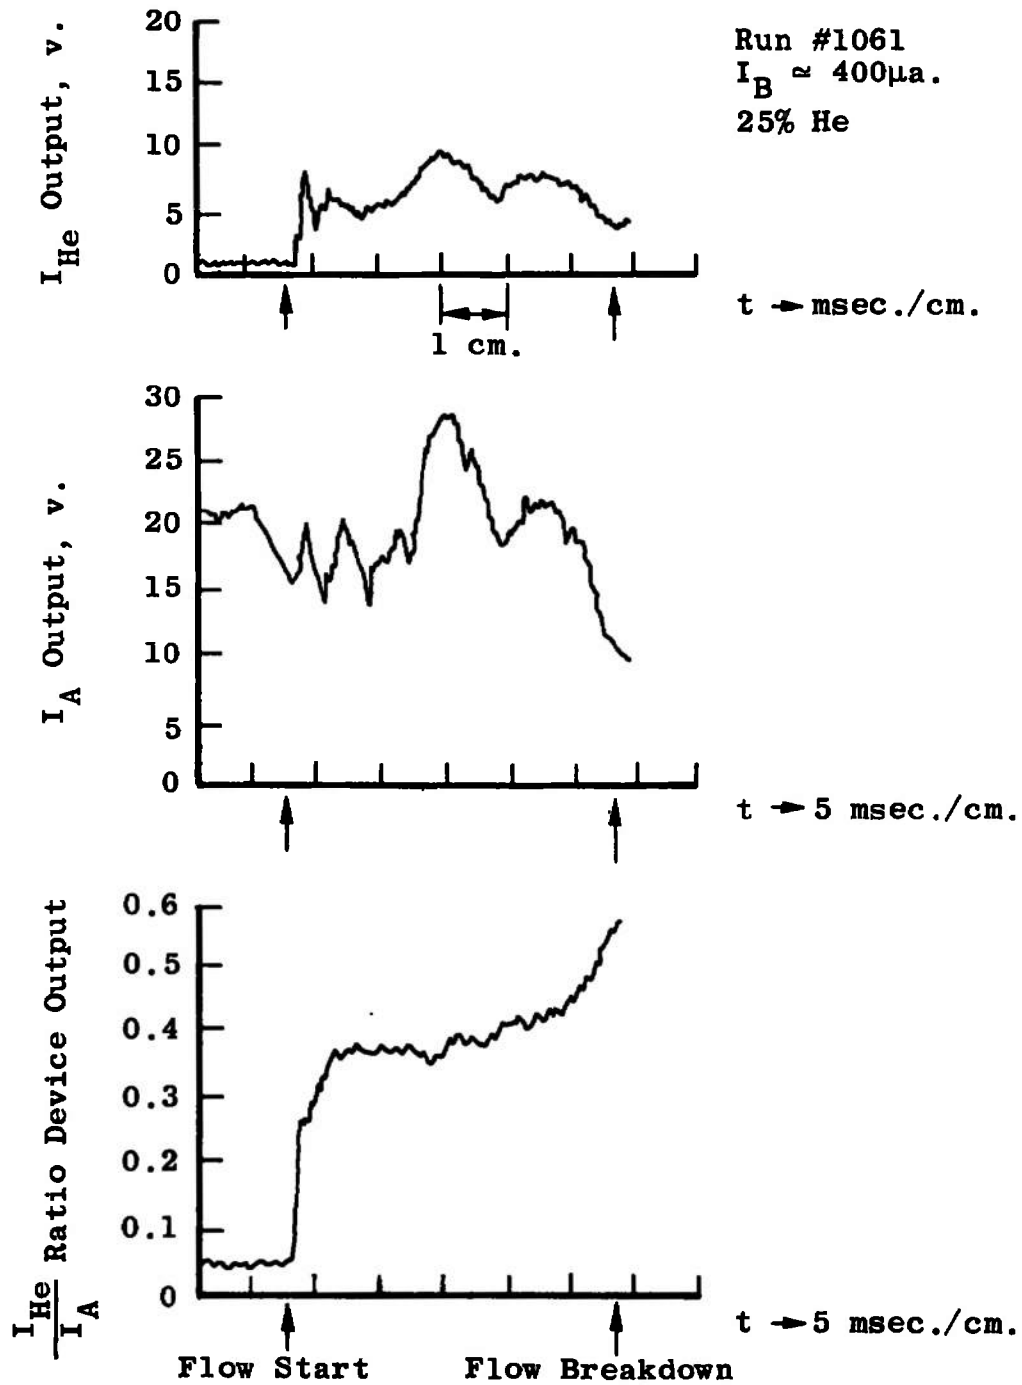 Run #1061
I_B ≃ 400µa.
25% He
I_He Output, v.
20
15
10
5
0
1 cm.
t → msec./cm.
I_A Output, v.
30
25
20
15
10
5
0
t → 5 msec./cm.
I_He/I_A Ratio Device Output
0.6
0.5
0.4
0.3
0.2
0.1
0
t → 5 msec./cm.
Flow Start
Flow Breakdown